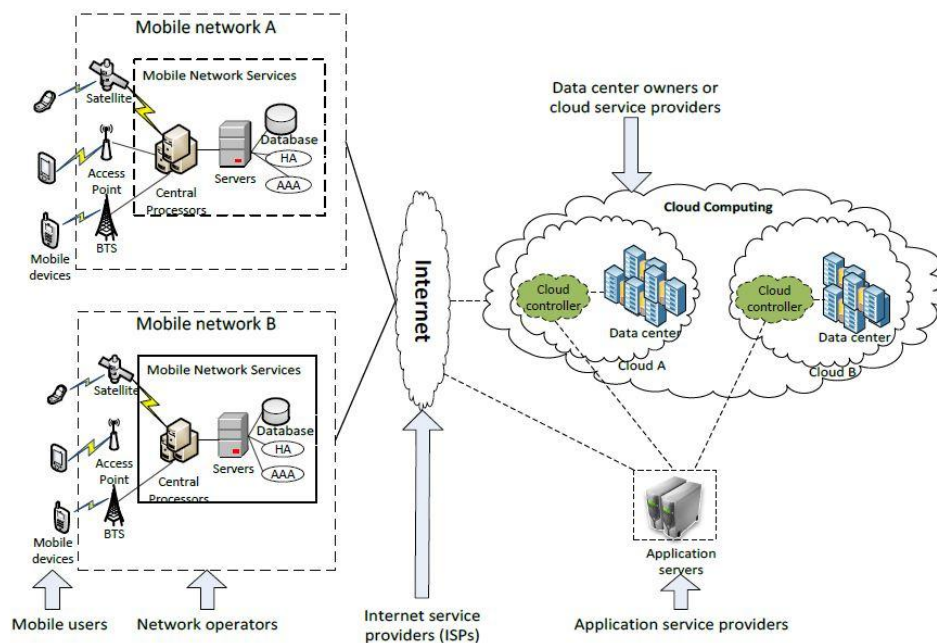 Mobile network A
Mobile Network Services
Satellite
Database
HA
Access
Point
Servers
AAA
Central
Processors
BTS
Mobile
devices
Mobile network B
Mobile Network Services
Satellite
Database
HA
Access
Point
Servers
AAA
Central
Processors
BTS
Mobile
devices
Mobile users
Network operators
Internet
Internet service
providers (ISPs)
Data center owners or
cloud service providers
Cloud Computing
Cloud
controller
Data center
Cloud A
Cloud
controller
Data center
Cloud B
Application
servers
Application service providers